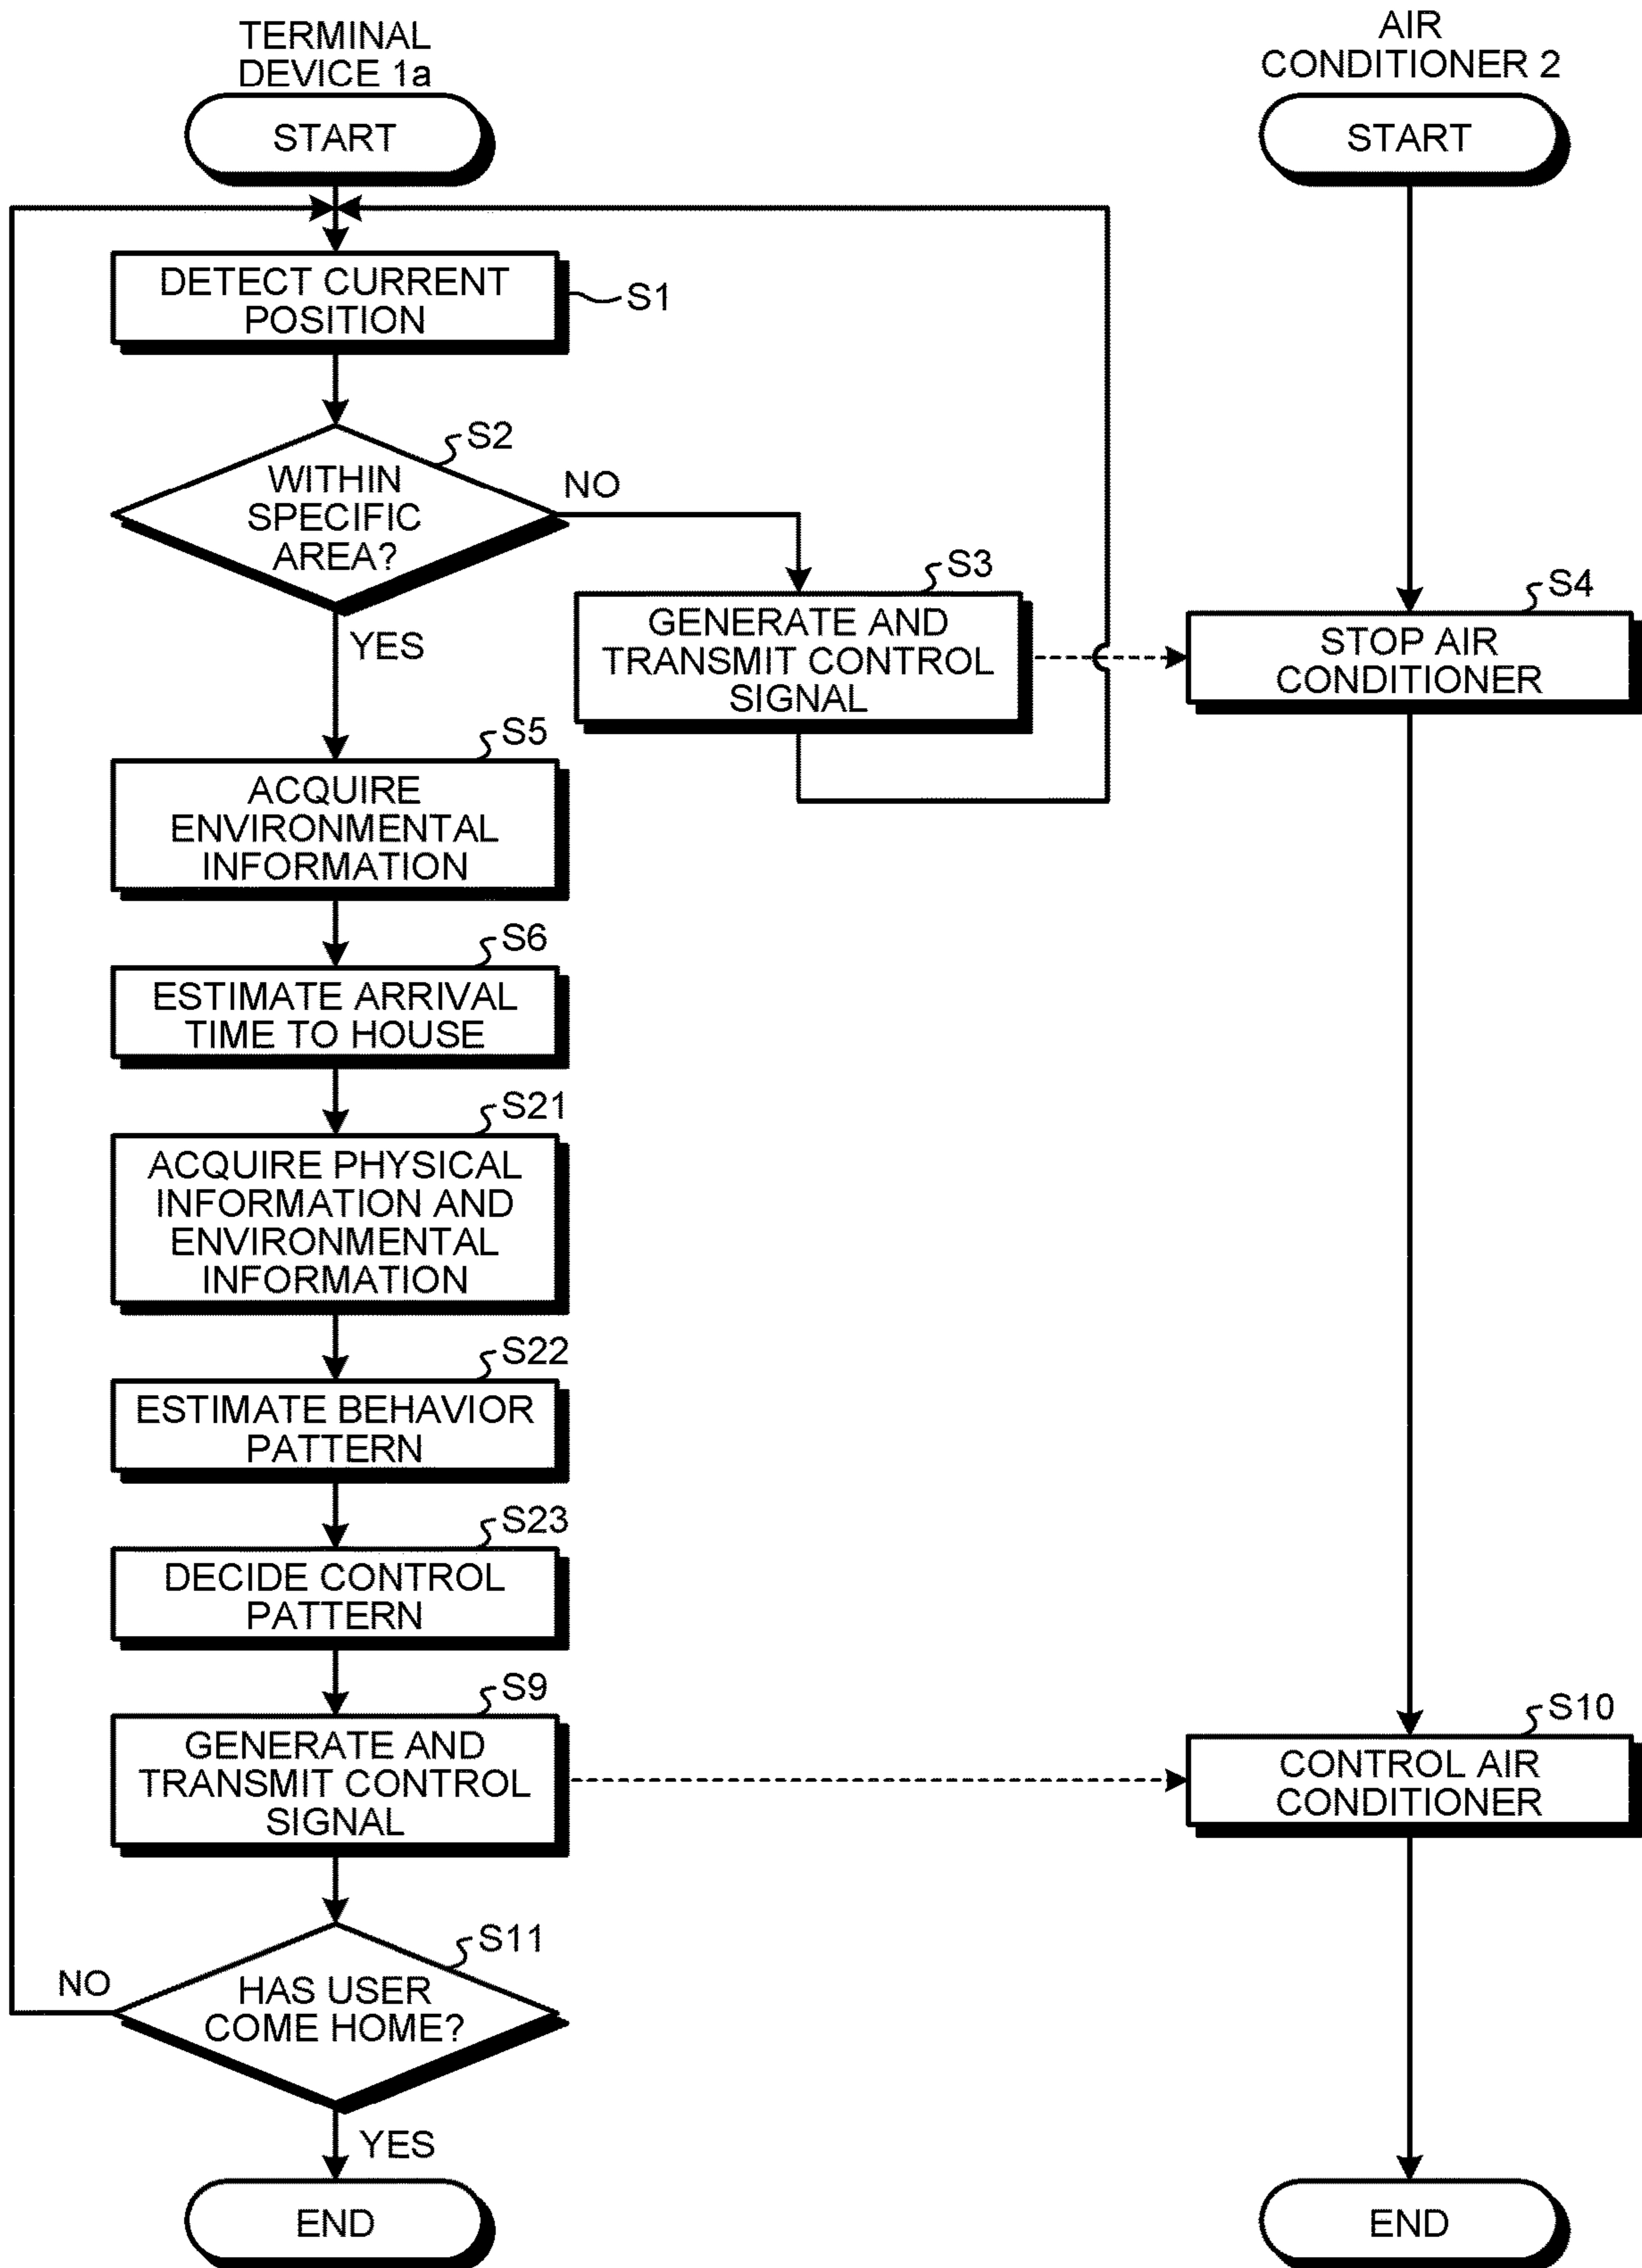 TERMINAL
DEVICE 1a
START
DETECT CURRENT
POSITION
S1
S2
WITHIN
SPECIFIC
AREA?
NO
YES
S3
GENERATE AND
TRANSMIT CONTROL
SIGNAL
S5
ACQUIRE
ENVIRONMENTAL
INFORMATION
S6
ESTIMATE ARRIVAL
TIME TO HOUSE
S21
ACQUIRE PHYSICAL
INFORMATION AND
ENVIRONMENTAL
INFORMATION
S22
ESTIMATE BEHAVIOR
PATTERN
S23
DECIDE CONTROL
PATTERN
S9
GENERATE AND
TRANSMIT CONTROL
SIGNAL
S11
HAS USER
COME HOME?
NO
YES
END
AIR
CONDITIONER 2
START
S4
STOP AIR
CONDITIONER
S10
CONTROL AIR
CONDITIONER
END